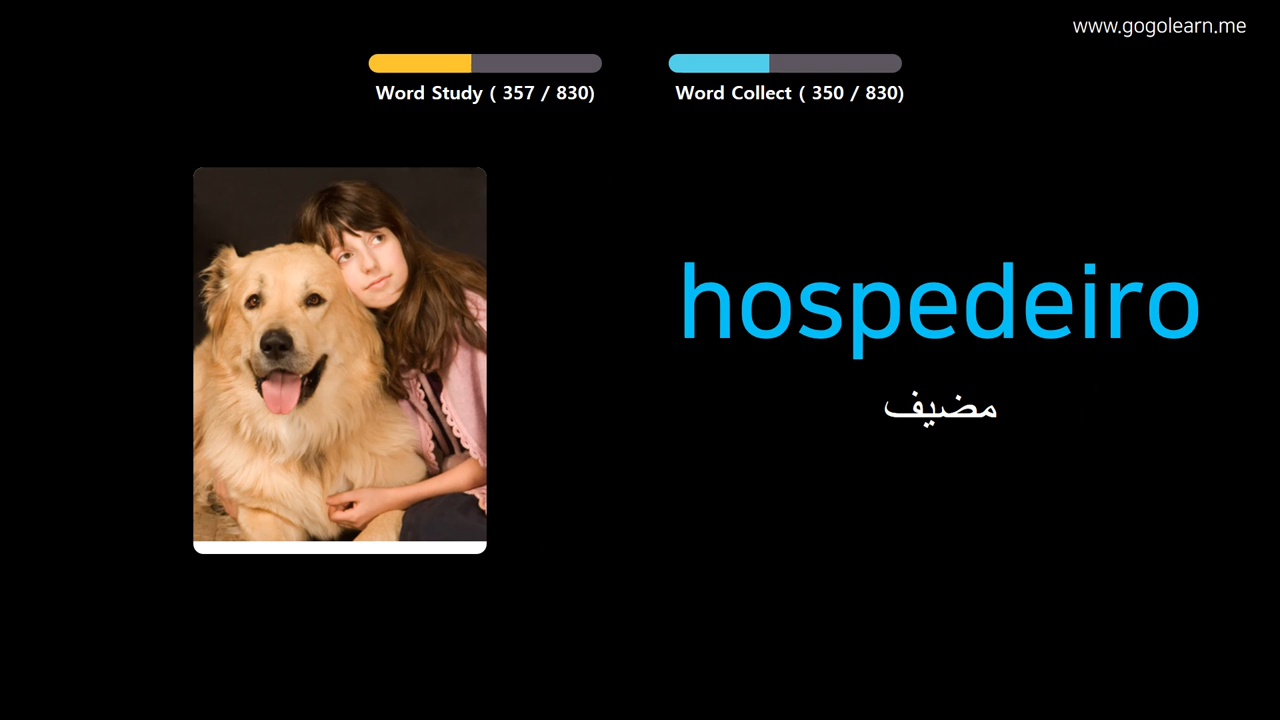 www.gogolearn.me
Word Study ( 357 / 830)
Word Collect ( 350 / 830)
hospedeiro
مضيف